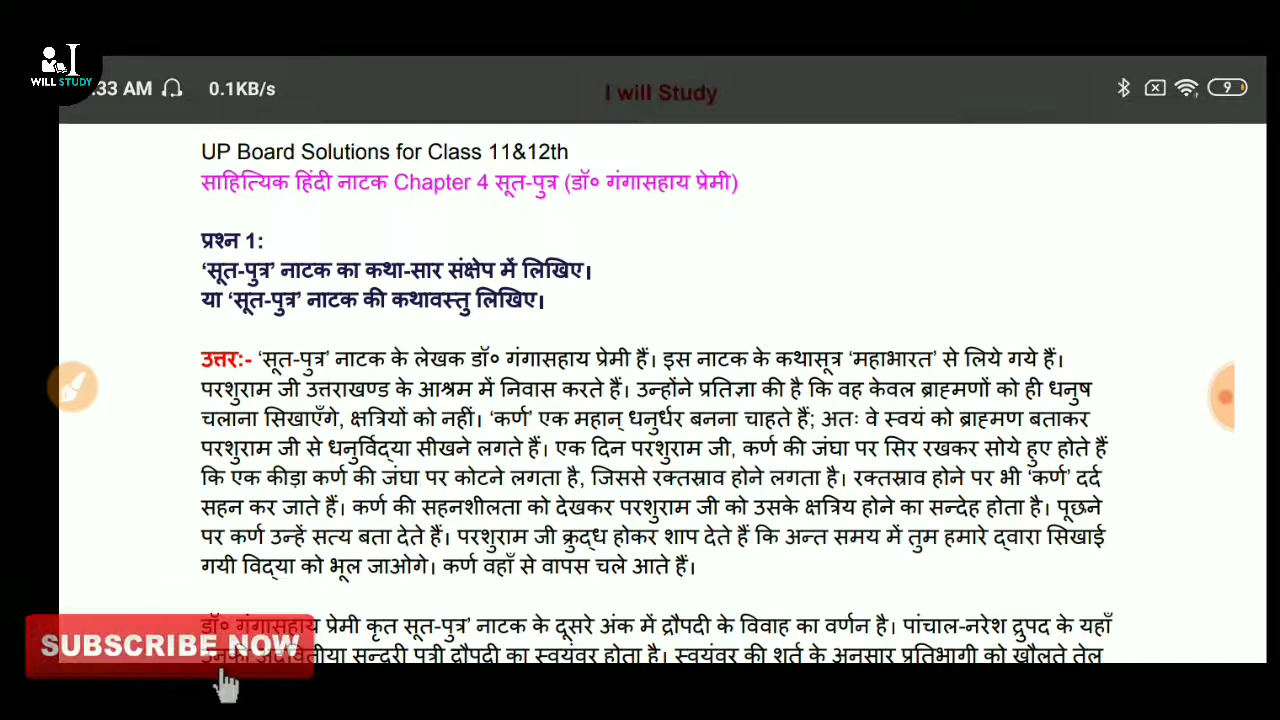 I
WILL STUDY
:33 AM 0.1KB/s I will Study 9
UP Board Solutions for Class 11&12th
साहित्यिक हिंदी नाटक Chapter 4 सूत-पुत्र (डॉ० गंगासहाय प्रेमी)
प्रश्न 1:
‘सूत-पुत्र’ नाटक का कथा-सार संक्षेप में लिखिए।
या ‘सूत-पुत्र’ नाटक की कथावस्तु लिखिए।
उत्तर:- ‘सूत-पुत्र’ नाटक के लेखक डॉ० गंगासहाय प्रेमी हैं। इस नाटक के कथासूत्र ‘महाभारत’ से लिये गये हैं।
परशुराम जी उत्तराखण्ड के आश्रम में निवास करते हैं। उन्होंने प्रतिज्ञा की है कि वह केवल ब्राह्मणों को ही धनुष
चलाना सिखाएँगे, क्षत्रियों को नहीं। ‘कर्ण’ एक महान् धनुर्धर बनना चाहते हैं; अतः वे स्वयं को ब्राह्मण बताकर
परशुराम जी से धनुर्विद्या सीखने लगते हैं। एक दिन परशुराम जी, कर्ण की जंघा पर सिर रखकर सोये हुए होते हैं
कि एक कीड़ा कर्ण की जंघा पर कोटने लगता है, जिससे रक्तस्राव होने लगता है। रक्तस्राव होने पर भी ‘कर्ण’ दर्द
सहन कर जाते हैं। कर्ण की सहनशीलता को देखकर परशुराम जी को उसके क्षत्रिय होने का सन्देह होता है। पूछने
पर कर्ण उन्हें सत्य बता देते हैं। परशुराम जी क्रुद्ध होकर शाप देते हैं कि अन्त समय में तुम हमारे द्वारा सिखाई
गयी विद्या को भूल जाओगे। कर्ण वहाँ से वापस चले आते हैं।
डॉ० गंगासहाय प्रेमी कृत सूत-पुत्र’ नाटक के दूसरे अंक में द्रौपदी के विवाह का वर्णन है। पांचाल-नरेश द्रुपद के यहाँ
सुन्दरी पुत्री द्रौपदी का स्वयंवर होता है। स्वयंवर की शर्त के अनुसार प्रतिभागी को खौलते तेल
SUBSCRIBE NOW